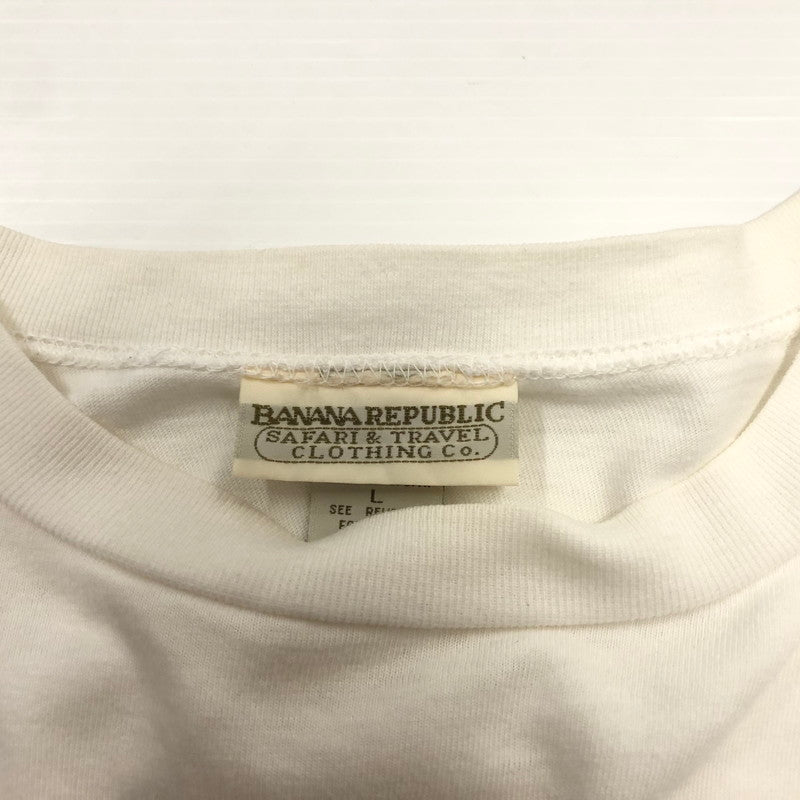 BANANA REPUBLIC
SAFARI & TRAVEL
CLOTHING Co.
L
SEE